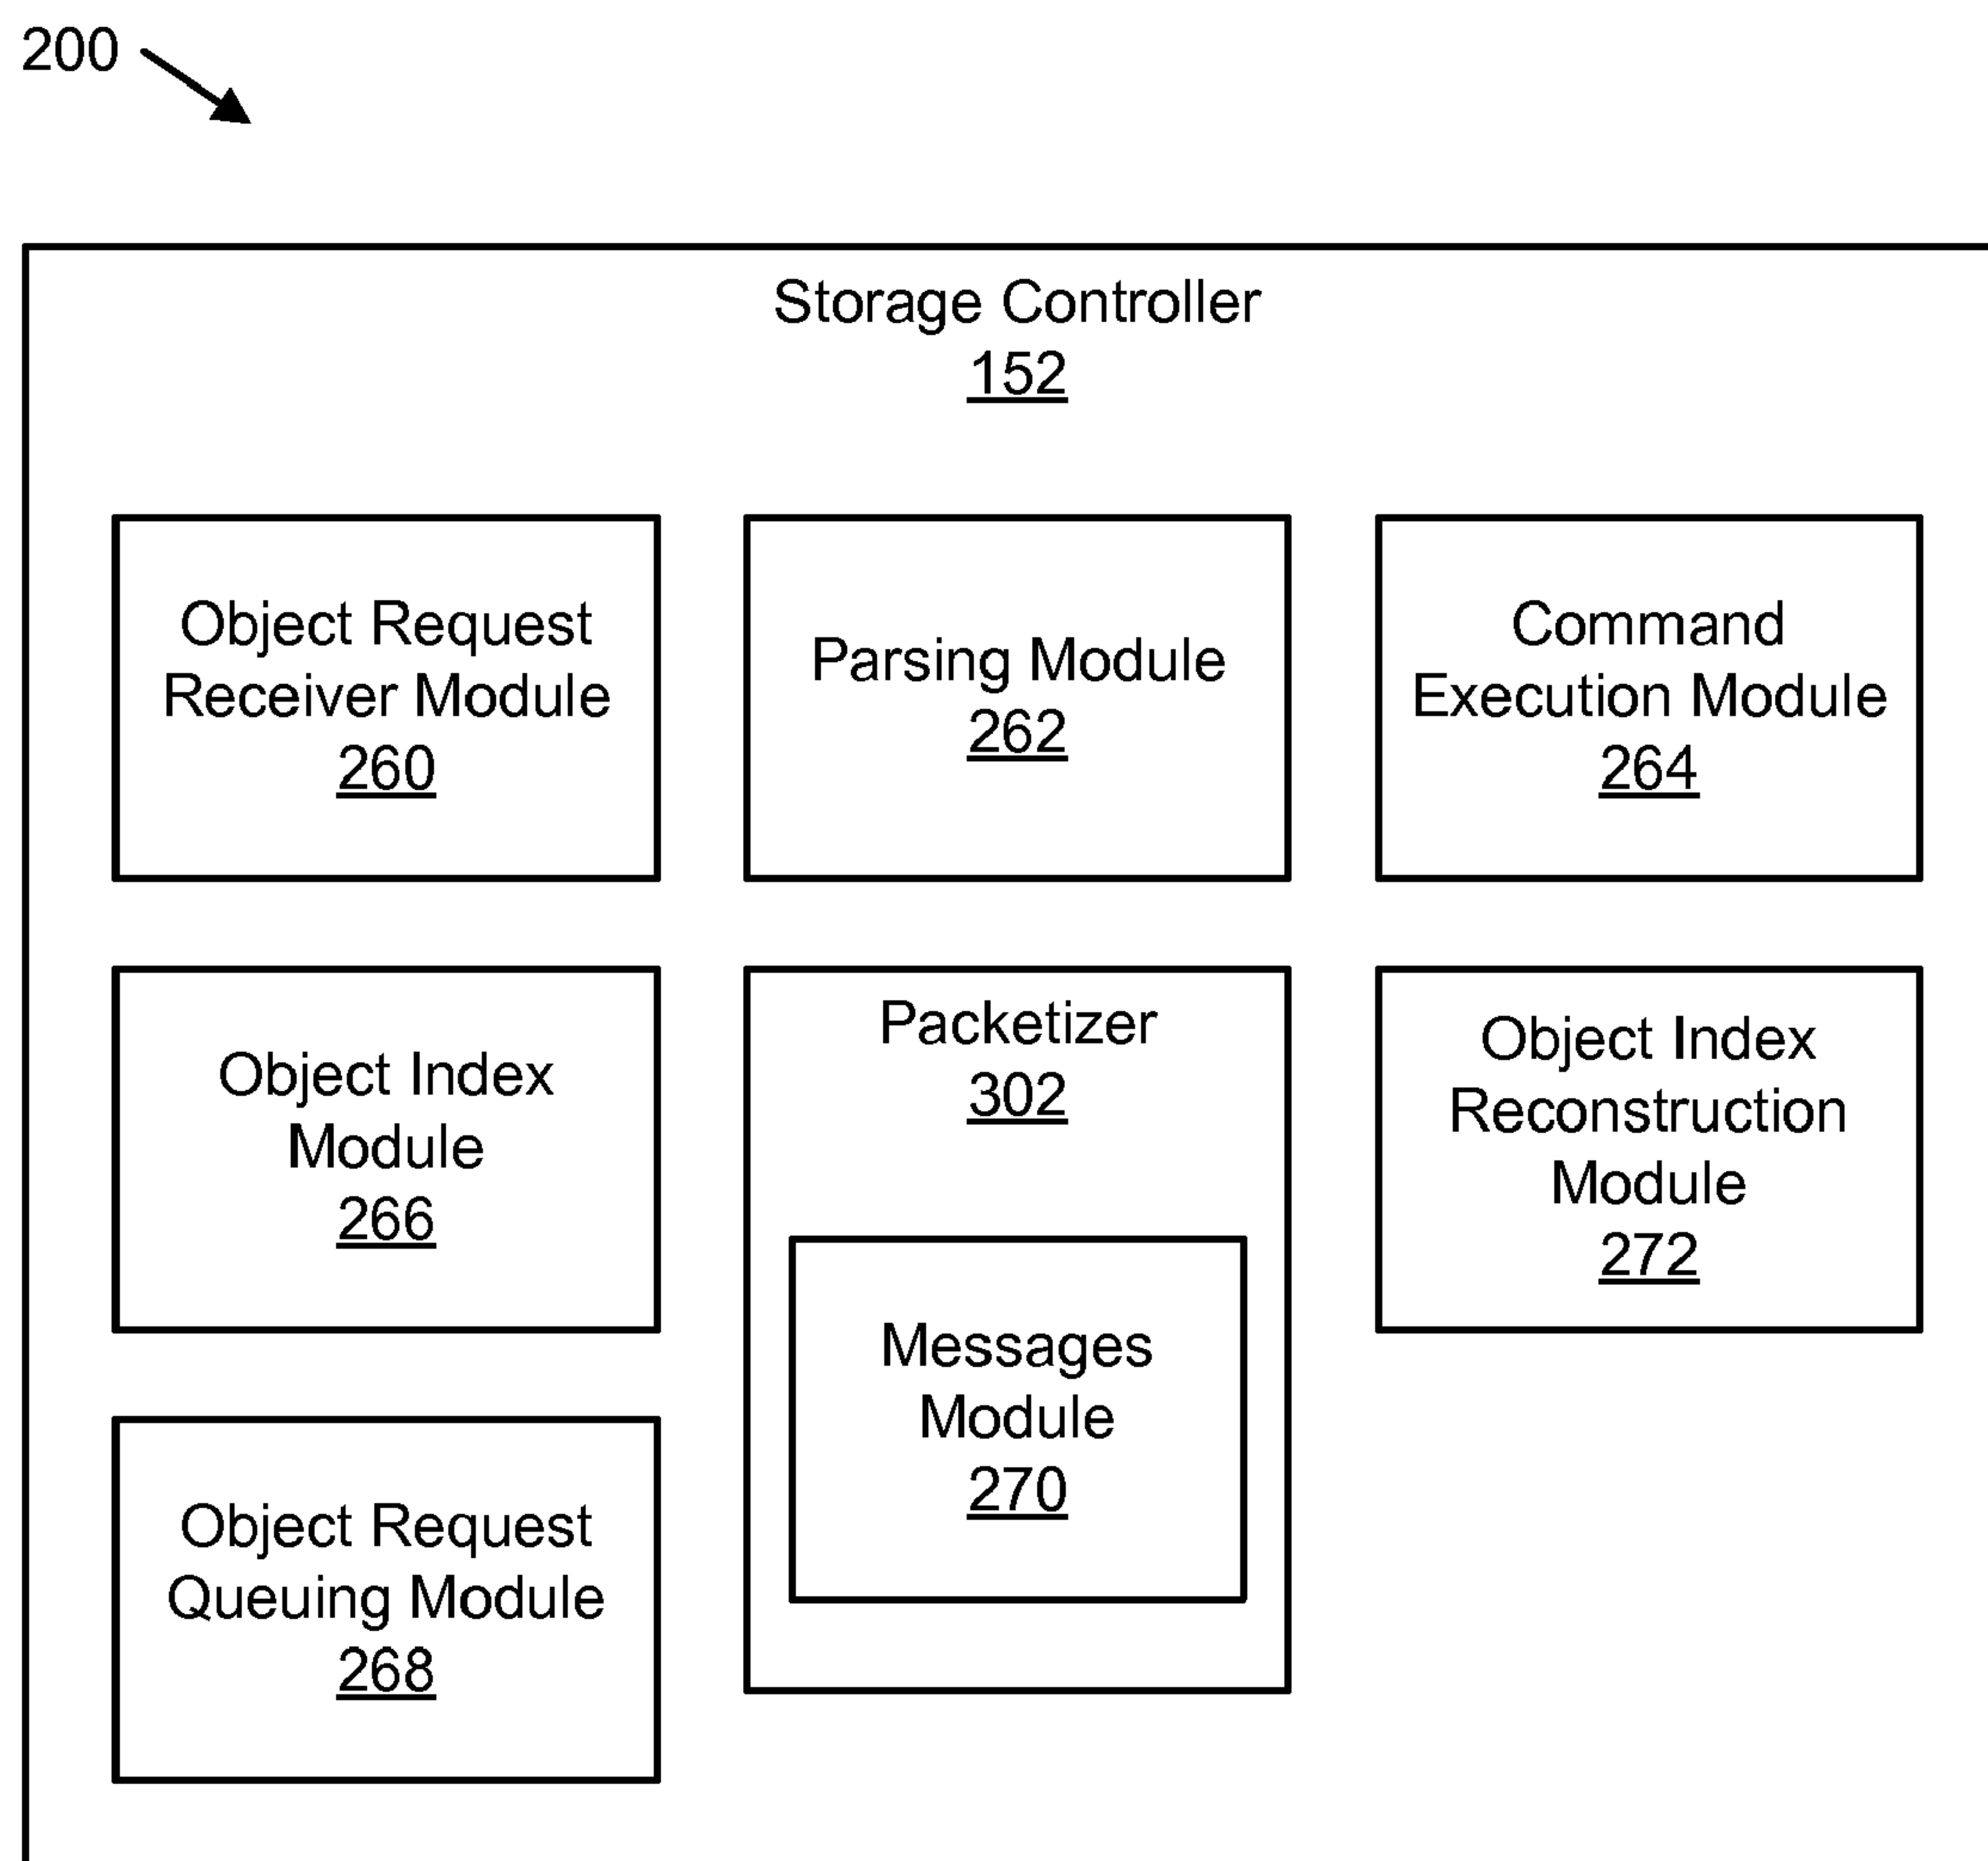 200
Storage Controller
152
Object Request
Receiver Module
260
Parsing Module
262
Command
Execution Module
264
Object Index
Module
266
Packetizer
302
Messages
Module
270
Object Index
Reconstruction
Module
272
Object Request
Queuing Module
268